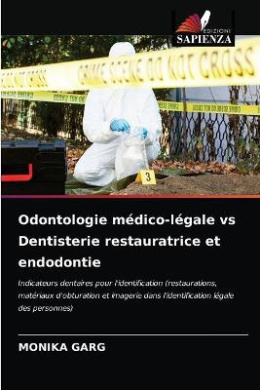 EDIZIONI
SAPIENZA
CRIME SCENE DO NOT CROSS
3
Odontologie médico-légale vs
Dentisterie restauratrice et
endodontie
Indicateurs dentaires pour l'identification (restaurations,
matériaux d'obturation et imagerie dans l'identification légale
des personnes)
MONIKA GARG